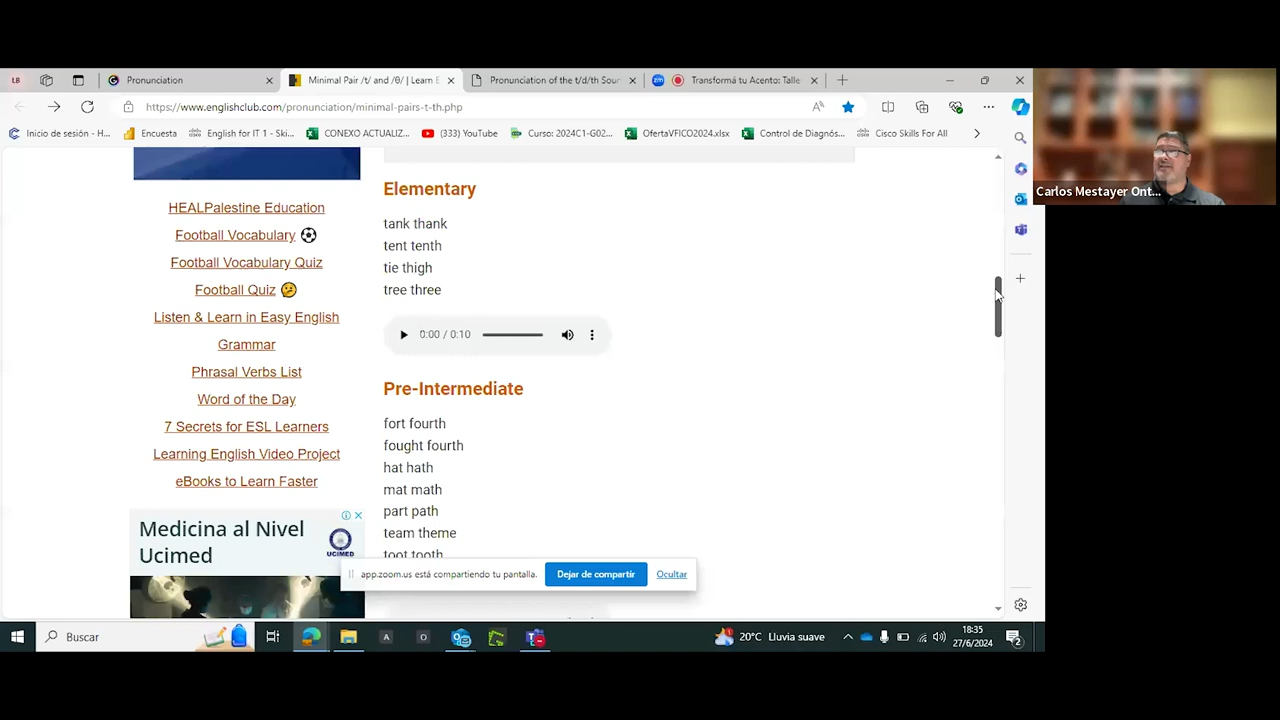 LB
Pronunciation
Minimal Pair /t/ and /θ/ | Learn E
Pronunciation of the t/d/th Soun
zm
Transformá tu Acento: Talle
https://www.englishclub.com/pronunciation/minimal-pairs-t-th.php
Inicio de sesión - H...
Encuesta
English for IT 1 - Ski...
CONEXO ACTUALIZ...
(333) YouTube
Curso: 2024C1-G02...
OfertaVFICO2024.xlsx
Control de Diagnós...
Cisco Skills For All
Carlos Mestayer Ont...
HEALPalestine Education
Football Vocabulary
Football Vocabulary Quiz
Football Quiz
Listen & Learn in Easy English
Grammar
Phrasal Verbs List
Word of the Day
7 Secrets for ESL Learners
Learning English Video Project
eBooks to Learn Faster
Medicina al Nivel
Ucimed
UCIMED
Elementary
tank thank
tent tenth
tie thigh
tree three
0:00 / 0:10
Pre-Intermediate
fort fourth
fought fourth
hat hath
mat math
part path
team theme
toot tooth
app.zoom.us está compartiendo tu pantalla.
Dejar de compartir
Ocultar
Buscar
A
O
20°C Lluvia suave
18:35
27/6/2024
2